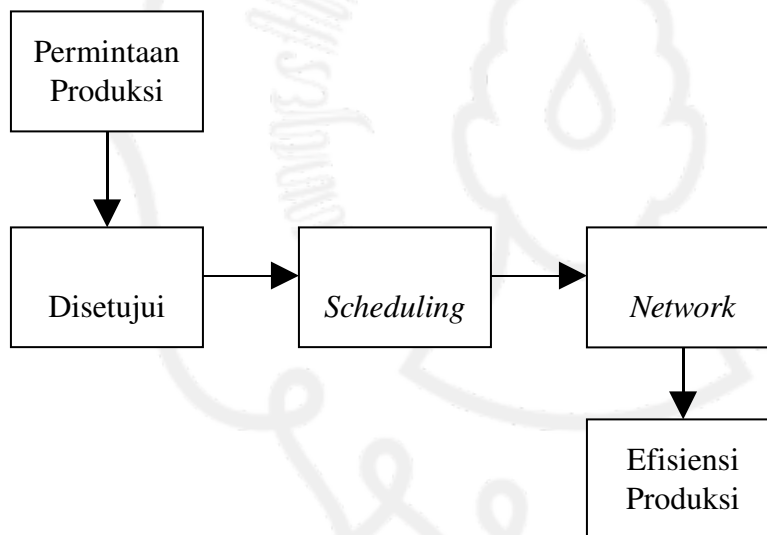 Permintaan
Produksi
Disetujui
Scheduling
Network
Efisiensi
Produksi